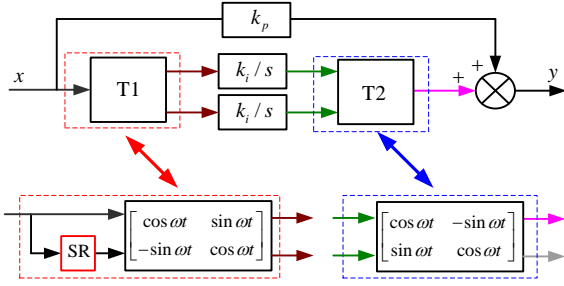 k_p
x
T1
k_i / s
k_i / s
T2
+
+
y
SR
cos ωt sin ωt
−sin ωt cos ωt
cos ωt −sin ωt
sin ωt cos ωt